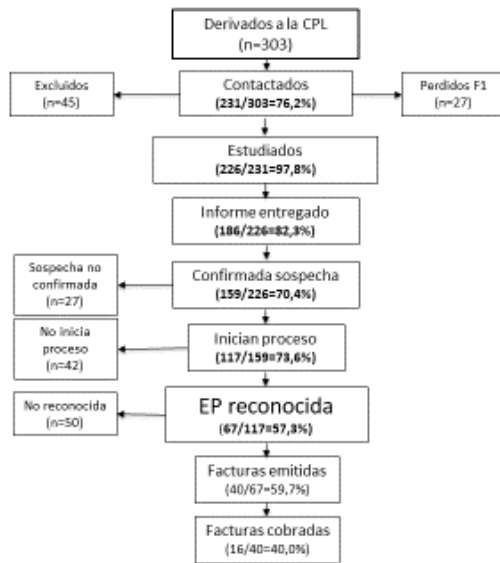 Derivados a la CPL
(n=303)
Excluidos
(n=45)
Contactados
(231/303=76,2%)
Perdidos F1
(n=27)
Estudiados
(226/231=97,8%)
Informe entregado
(186/226=82,3%)
Sospecha no
confirmada
(n=27)
Confirmada sospecha
(159/226=70,4%)
No inicia
proceso
(n=42)
Inician proceso
(117/159=73,6%)
No reconocida
(n=50)
EP reconocida
(67/117=57,3%)
Facturas emitidas
(40/67=59,7%)
Facturas cobradas
(16/40=40,0%)